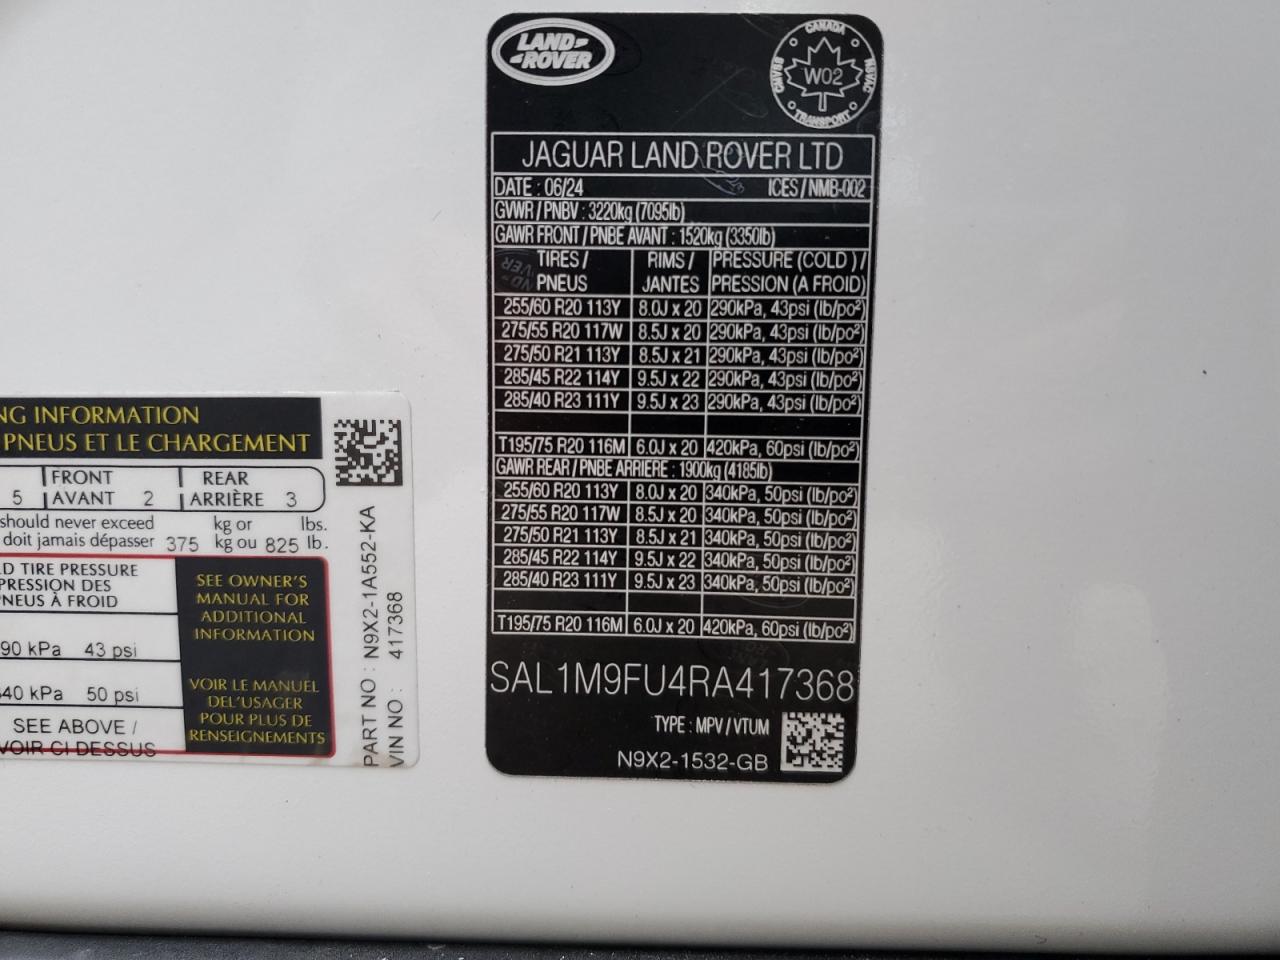 LAND-
-ROVER
CANADA
CMVSS
NSVAC
W02
TRANSPORT
JAGUAR LAND ROVER LTD
DATE : 06/24 ICES / NMB-002
GVWR / PNBV : 3220kg (7095lb)
GAWR FRONT / PNBE AVANT : 1520kg (3350lb)
TIRES / RIMS / PRESSURE (COLD ) /
PNEUS JANTES PRESSION (A FROID)
255/60 R20 113Y 8.0J x 20 290kPa, 43psi (lb/po²)
275/55 R20 117W 8.5J x 20 290kPa, 43psi (lb/po²)
275/50 R21 113Y 8.5J x 21 290kPa, 43psi (lb/po²)
285/45 R22 114Y 9.5J x 22 290kPa, 43psi (lb/po²)
285/40 R23 111Y 9.5J x 23 290kPa, 43psi (lb/po²)
T195/75 R20 116M 6.0J x 20 420kPa, 60psi (lb/po²)
GAWR REAR / PNBE ARRIERE : 1900kg (4185lb)
255/60 R20 113Y 8.0J x 20 340kPa, 50psi (lb/po²)
275/55 R20 117W 8.5J x 20 340kPa, 50psi (lb/po²)
275/50 R21 113Y 8.5J x 21 340kPa, 50psi (lb/po²)
285/45 R22 114Y 9.5J x 22 340kPa, 50psi (lb/po²)
285/40 R23 111Y 9.5J x 23 340kPa, 50psi (lb/po²)
T195/75 R20 116M 6.0J x 20 420kPa, 60psi (lb/po²)
SAL1M9FU4RA417368
TYPE : MPV / VTUM
N9X2-1532-GB
NG INFORMATION
PNEUS ET LE CHARGEMENT
FRONT REAR
5 AVANT 2 ARRIÈRE 3
should never exceed kg or lbs.
doit jamais dépasser 375 kg ou 825 lb.
D TIRE PRESSURE
PRESSION DES
NEUS À FROID
90 kPa 43 psi
40 kPa 50 psi
SEE ABOVE /
VOIR CI DESSUS
SEE OWNER'S
MANUAL FOR
ADDITIONAL
INFORMATION
VOIR LE MANUEL
DEL'USAGER
POUR PLUS DE
RENSEIGNEMENTS
PART NO : N9X2-1A552-KA
VIN NO : 417368